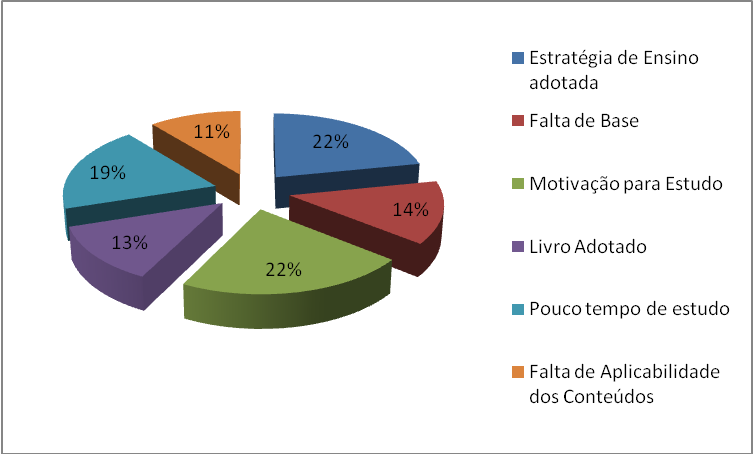 22%
14%
22%
13%
19%
11%
Estratégia de Ensino
adotada
Falta de Base
Motivação para Estudo
Livro Adotado
Pouco tempo de estudo
Falta de Aplicabilidade
dos Conteúdos